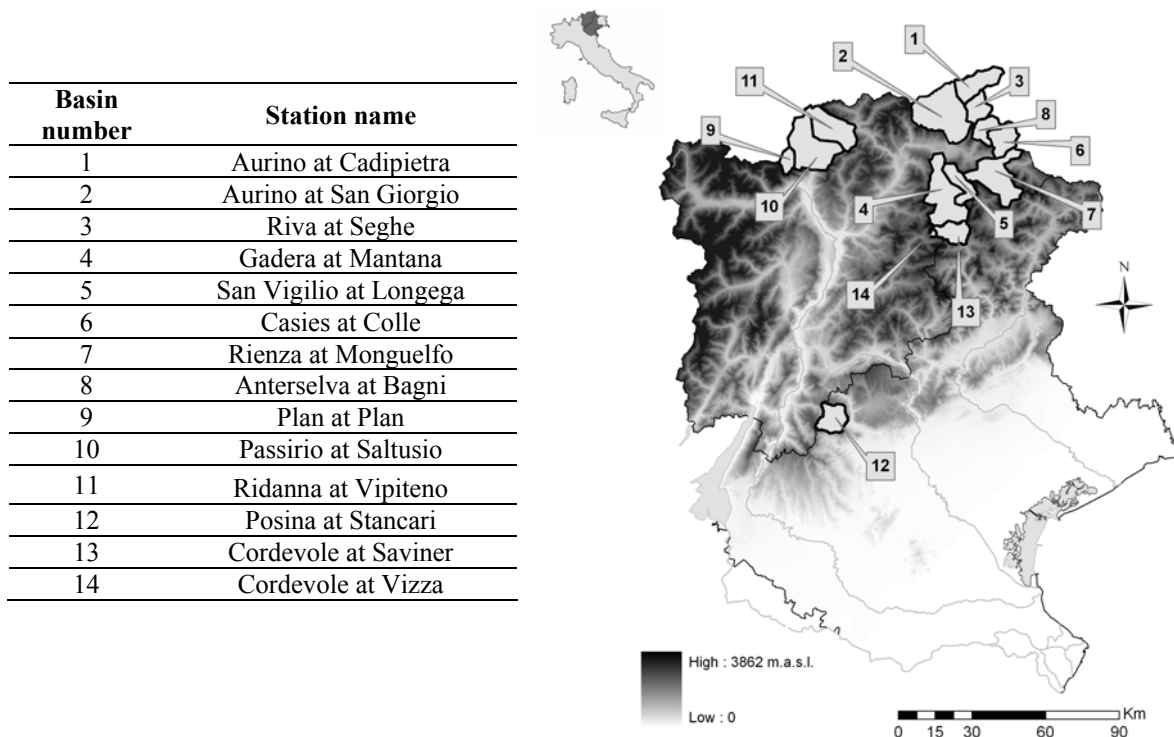 Basin number Station name
1 Aurino at Cadipietra
2 Aurino at San Giorgio
3 Riva at Seghe
4 Gadera at Mantana
5 San Vigilio at Longega
6 Casies at Colle
7 Rienza at Monguelfo
8 Anterselva at Bagni
9 Plan at Plan
10 Passirio at Saltusio
11 Ridanna at Vipiteno
12 Posina at Stancari
13 Cordevole at Saviner
14 Cordevole at Vizza
1
2
3
11
8
9
6
10
4
5
7
14
13
N
12
High : 3862 m.a.s.l.
Low : 0
Km
0 15 30 60 90